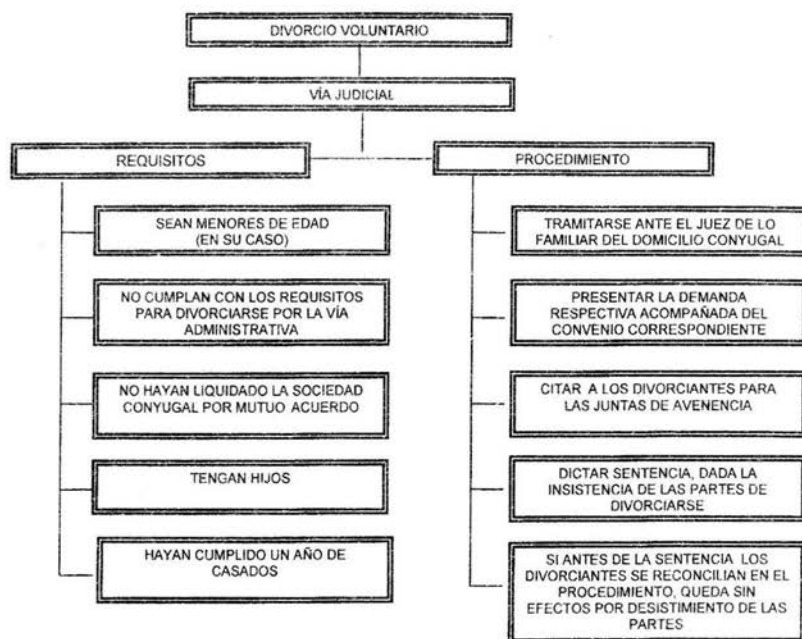 DIVORCIO VOLUNTARIO
VÍA JUDICIAL
REQUISITOS
SEAN MENORES DE EDAD
(EN SU CASO)
NO CUMPLAN CON LOS REQUISITOS
PARA DIVORCIARSE POR LA VÍA
ADMINISTRATIVA
NO HAYAN LIQUIDADO LA SOCIEDAD
CONYUGAL POR MUTUO ACUERDO
TENGAN HIJOS
HAYAN CUMPLIDO UN AÑO DE
CASADOS
PROCEDIMIENTO
TRAMITARSE ANTE EL JUEZ DE LO
FAMILIAR DEL DOMICILIO CONYUGAL
PRESENTAR LA DEMANDA
RESPECTIVA ACOMPAÑADA DEL
CONVENIO CORRESPONDIENTE
CITAR A LOS DIVORCIANTES PARA
LAS JUNTAS DE AVENENCIA
DICTAR SENTENCIA, DADA LA
INSISTENCIA DE LAS PARTES DE
DIVORCIARSE
SI ANTES DE LA SENTENCIA LOS
DIVORCIANTES SE RECONCILIAN EN EL
PROCEDIMIENTO, QUEDA SIN
EFECTOS POR DESISTIMIENTO DE LAS
PARTES